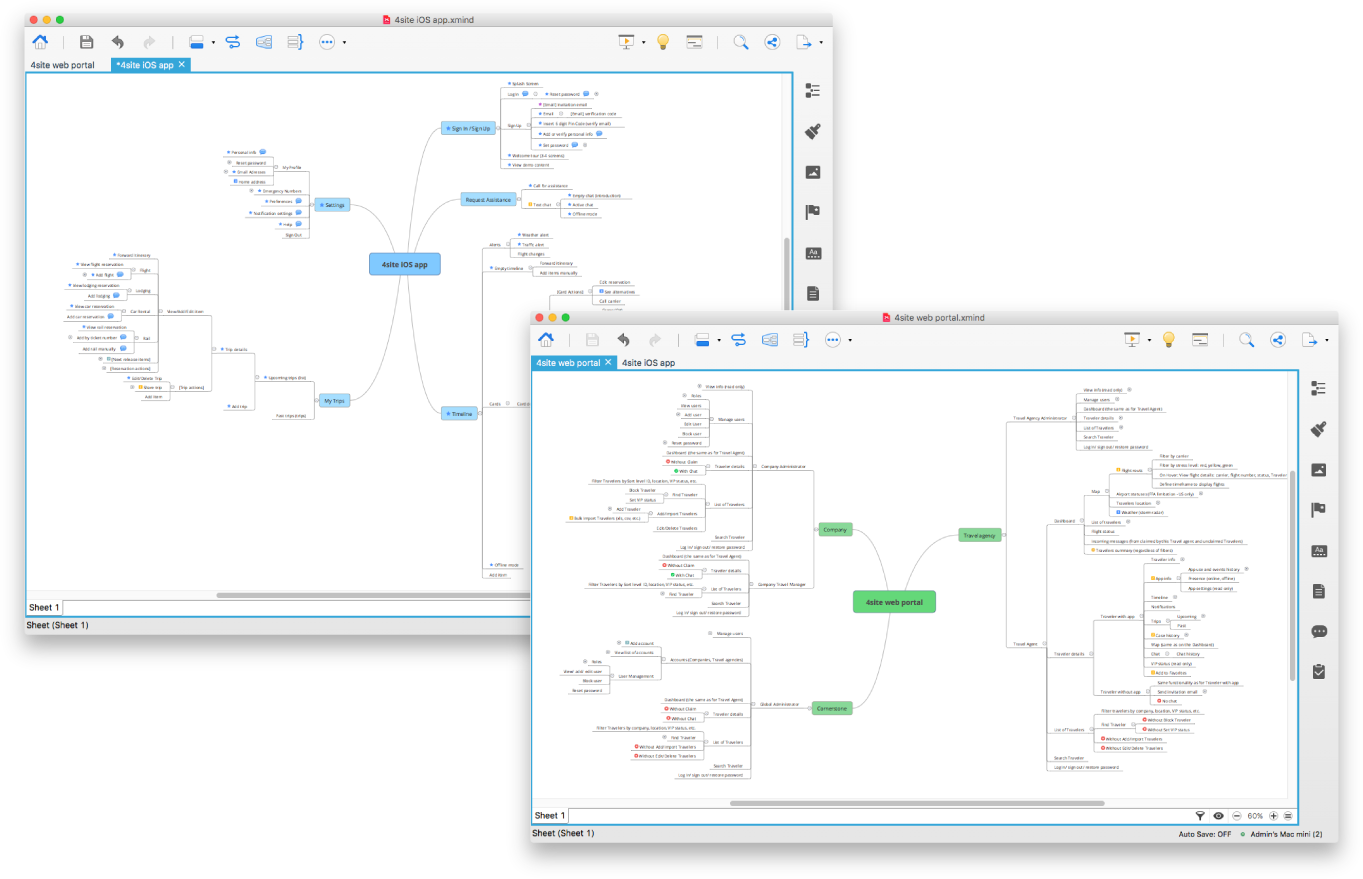 4site iOS app.xmind
4site web portal
*4site iOS app
Splash Screen
Login
Reset password
[Email] Invitation email
Email
[Email] verification code
Insert 6 digit Pin Code (verify email)
Sign Up
Add or verify personal info
Set password
Welcome tour (3-4 screens)
View demo content
Sign In / Sign Up
Call for assistance
Request Assistance
Text chat
Empty chat (introduction)
Active chat
Offline mode
Personal info
Reset password
My Profile
Email Address
Home address
Emergency Numbers
Preferences
Settings
Notification settings
Help
Sign Out
4site iOS app
Weather alert
Alerts
Traffic alert
Flight changes
Empty timeline
Forward itinerary
Add items manually
[Card Actions]
Edit reservation
See alternatives
Call carrier
Forward itinerary
View flight reservation
Flight
Add flight
View lodging reservation
Lodging
Add lodging
View car reservation
Car Rental
View/Add/Edit item
Add car reservation
View rail reservation
Add by ticket number
Rail
Add rail manually
[Next release items]
[Reservation actions]
Trip details
Edit/Delete Trip
Share trip
[Trip actions]
Add item
Upcoming trips (list)
Add trip
My Trips
Past trips (trips)
Timeline
Cards
Offline mode
Add item
Sheet 1
Sheet (Sheet 1)
4site web portal.xmind
4site web portal
4site iOS app
View info (read only)
Roles
View users
Add user
Manage users
Edit user
Block user
Reset password
Dashboard (the same as for Travel Agent)
Without Claim
Traveler details
Company Administrator
With Chat
Filter Travelers by Alert level ID, location, VIP status, etc.
Block Traveler
Find Traveler
Set VIP status
List of Travelers
Add Traveler
Add/Import Travelers
Bulk import Travelers (xls, csv, etc.)
Edit/Delete Travelers
Search Traveler
Log in/ sign out/ restore password
Company
Dashboard (the same as for Travel Agent)
Without Claim
Traveler details
With Chat
Company Travel Manager
Filter Travelers by Alert level ID, location, VIP status, etc.
List of Travelers
Find Traveler
Search Traveler
Log in/ sign out/ restore password
4site web portal
Manage users
Add account
View list of accounts
Accounts (Companies, Travel agencies)
Roles
View/ add/ edit user
User Management
Block user
Reset password
Dashboard (the same as for Travel Agent)
Global Administrator
Cornerstone
Without Claim
Traveler details
Without Chat
Filter Travelers by company, location, VIP status, etc.
Find Traveler
List of Travelers
Without Add/Import Travelers
Without Edit/ Delete Travelers
Search Traveler
Log in/ sign out/ restore password
View info (read only)
Manage users
Dashboard (the same as for Travel Agent)
Travel Agency Administrator
Traveler details
List of Travelers
Search Traveler
Log in/ sign out/ restore password
Travel agency
Filter by carrier
Flight levels
Filter by stress level: red, yellow, green
On-hover: View flight details: carrier, flight number, status, Traveler
Define timeframe to display flights
Map
Airport statuses (FTA limitation - US only)
Travelers location
Weather (storm radar)
Dashboard
List of Travelers
Flight status
Incoming messages (from claimed by this Travel agent and unclaimed Travelers)
Travelers summary (regardless of filters)
Traveler info
App use and events history
App info
Presence (online, offline)
App settings (read only)
Timeline
Notifications
Traveler with app
Trips
Upcoming
Past
Case history
Map (same as on the Dashboard)
Travel Agent
Traveler details
Chat
Chat history
VIP status (read only)
Add to Favorites
Same functionality as for Traveler with app
Traveler without app
Send invitation email
No chat
Filter travelers by company, location, VIP status, etc.
List of Travelers
Find Traveler
Without Block Traveler
Without Set VIP status
Without Add/Import Travelers
Without Edit/ Delete Travelers
Search Traveler
Log in/ sign out/ restore password
Sheet 1
60%
Sheet (Sheet 1)
Auto Save: OFF
Admin's Mac mini (2)